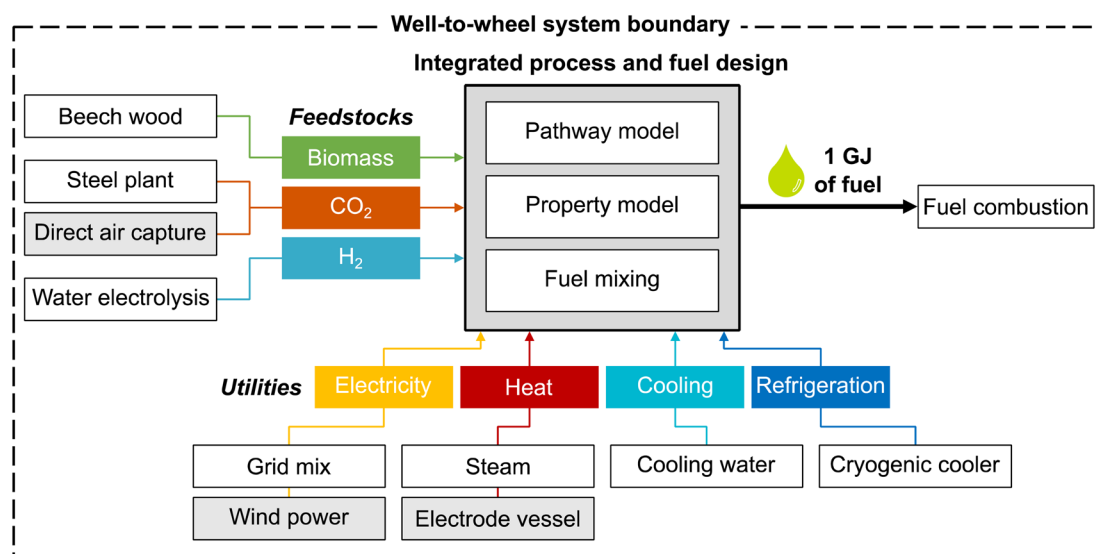 Well-to-wheel system boundary
Integrated process and fuel design
Beech wood
Steel plant
Direct air capture
Water electrolysis
Feedstocks
Biomass
CO₂
H₂
Pathway model
Property model
Fuel mixing
1 GJ
of fuel
Fuel combustion
Utilities
Electricity
Heat
Cooling
Refrigeration
Grid mix
Steam
Cooling water
Cryogenic cooler
Wind power
Electrode vessel